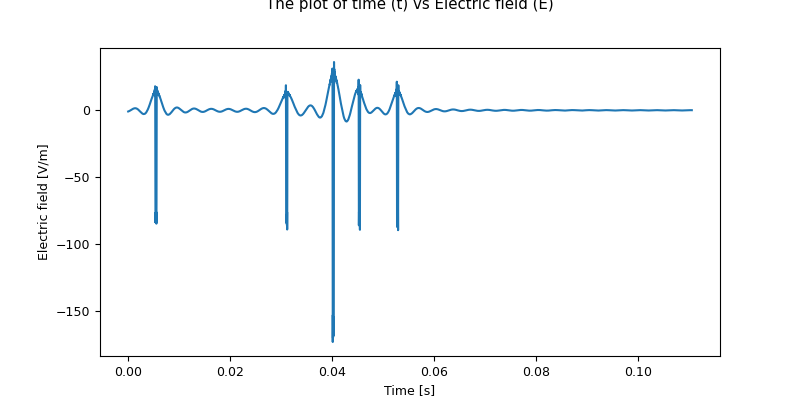 The plot of time (t) vs Electric field (E)
0
−50
−100
−150
Electric field [V/m]
0.00 0.02 0.04 0.06 0.08 0.10
Time [s]